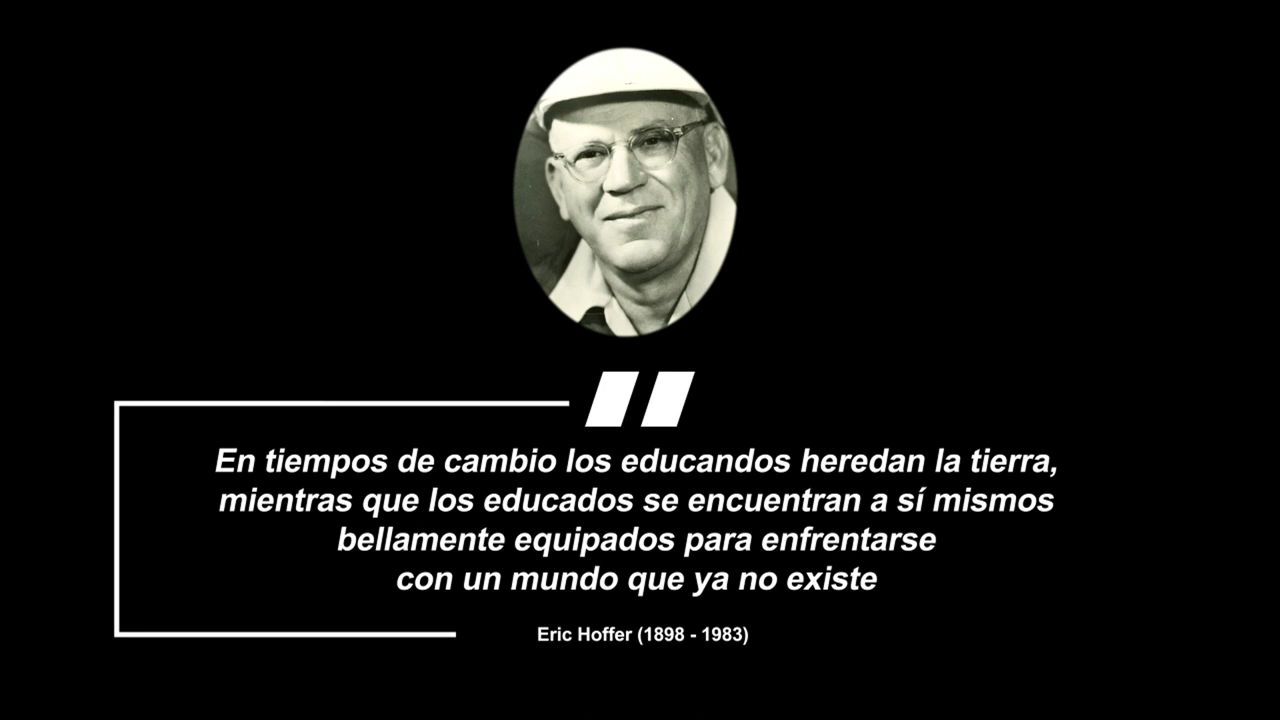 En tiempos de cambio los educandos heredan la tierra,
mientras que los educados se encuentran a sí mismos
bellamente equipados para enfrentarse
con un mundo que ya no existe
Eric Hoffer (1898 - 1983)